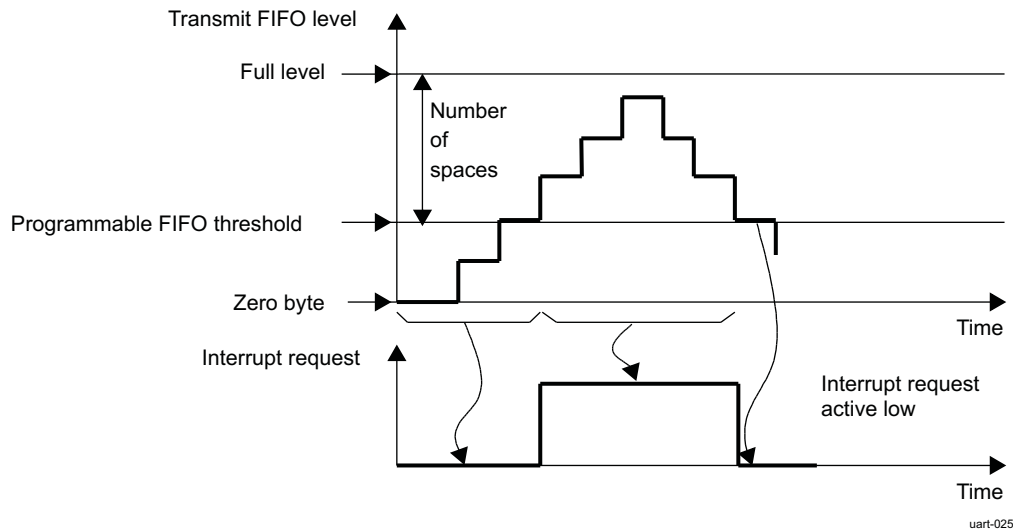 Transmit FIFO level
Full level
Number
of
spaces
Programmable FIFO threshold
Zero byte
Time
Interrupt request
Interrupt request
active low
Time
uart-025